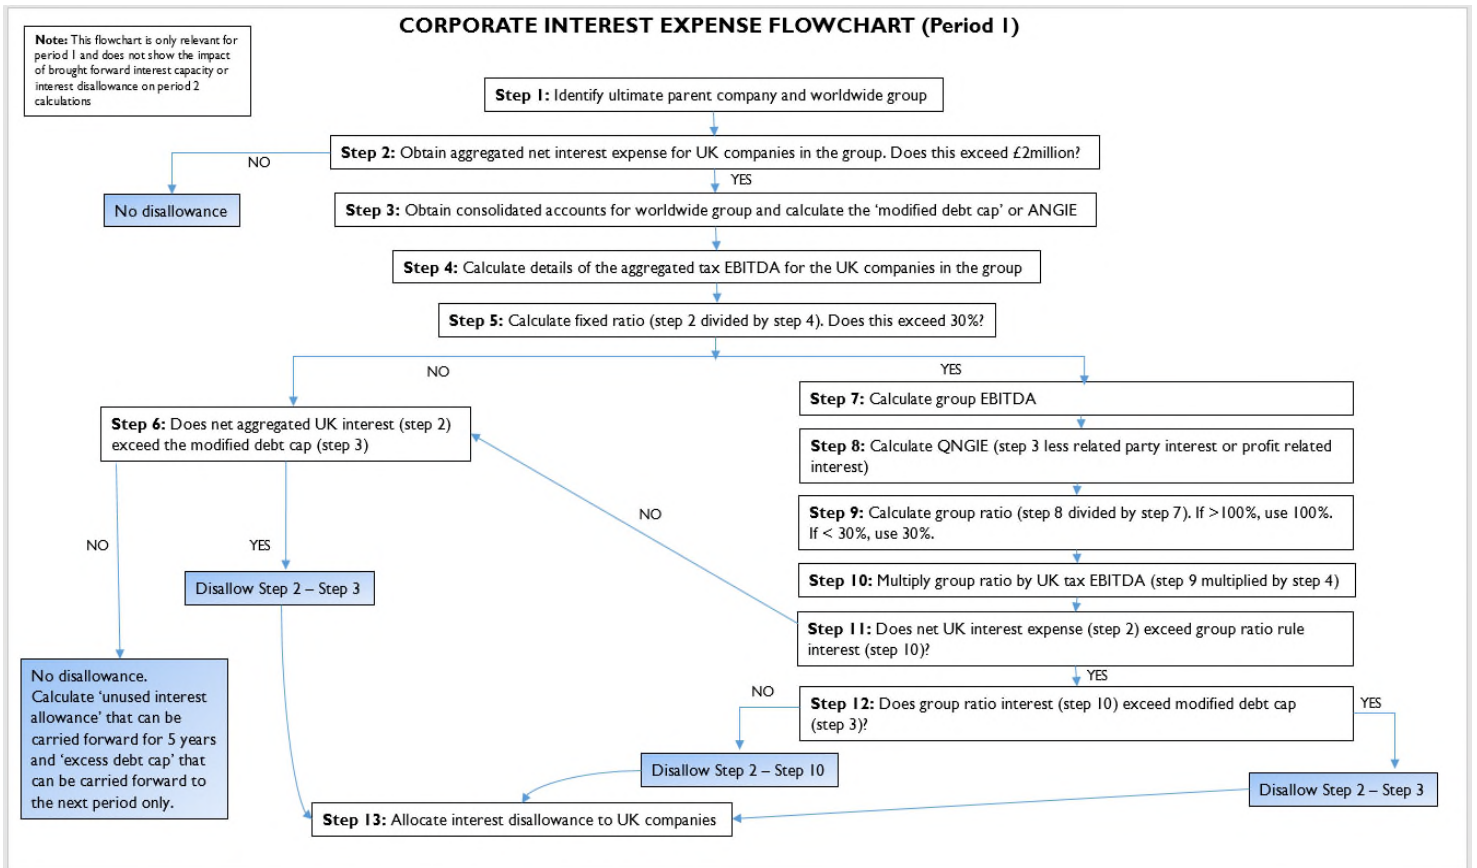 CORPORATE INTEREST EXPENSE FLOWCHART (Period 1)
Note: This flowchart is only relevant for
period 1 and does not show the impact
of brought forward interest capacity or
interest disallowance on period 2
calculations
Step 1: Identify ultimate parent company and worldwide group
Step 2: Obtain aggregated net interest expense for UK companies in the group. Does this exceed £2million?
NO
YES
No disallowance
Step 3: Obtain consolidated accounts for worldwide group and calculate the ‘modified debt cap’ or ANGIE
Step 4: Calculate details of the aggregated tax EBITDA for the UK companies in the group
Step 5: Calculate fixed ratio (step 2 divided by step 4). Does this exceed 30%?
NO
YES
Step 6: Does net aggregated UK interest (step 2)
exceed the modified debt cap (step 3)
NO
YES
Disallow Step 2 – Step 3
No disallowance.
Calculate ‘unused interest
allowance’ that can be
carried forward for 5 years
and ‘excess debt cap’ that
can be carried forward to
the next period only.
Step 7: Calculate group EBITDA
Step 8: Calculate QNGIE (step 3 less related party interest or profit related
interest)
Step 9: Calculate group ratio (step 8 divided by step 7). If >100%, use 100%.
If < 30%, use 30%.
Step 10: Multiply group ratio by UK tax EBITDA (step 9 multiplied by step 4)
Step 11: Does net UK interest expense (step 2) exceed group ratio rule
interest (step 10)?
NO
YES
Step 12: Does group ratio interest (step 10) exceed modified debt cap
(step 3)?
NO
YES
Disallow Step 2 – Step 10
Disallow Step 2 – Step 3
Step 13: Allocate interest disallowance to UK companies